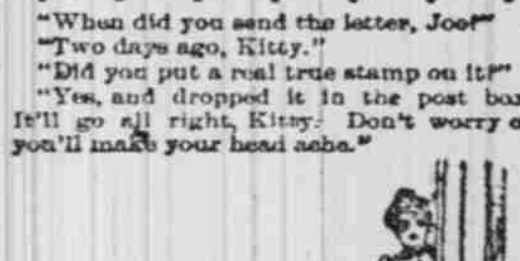 "When did you send the letter, Joe?"
"Two days ago, Kitty."
"Did you put a real true stamp on it?"
"Yes, and dropped it in the post box
It'll go all right, Kitty. Don't worry
you'll make your head ache."